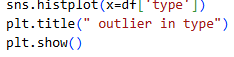 sns.histplot(x=df['type'])
plt.title(" outlier in type")
plt.show()